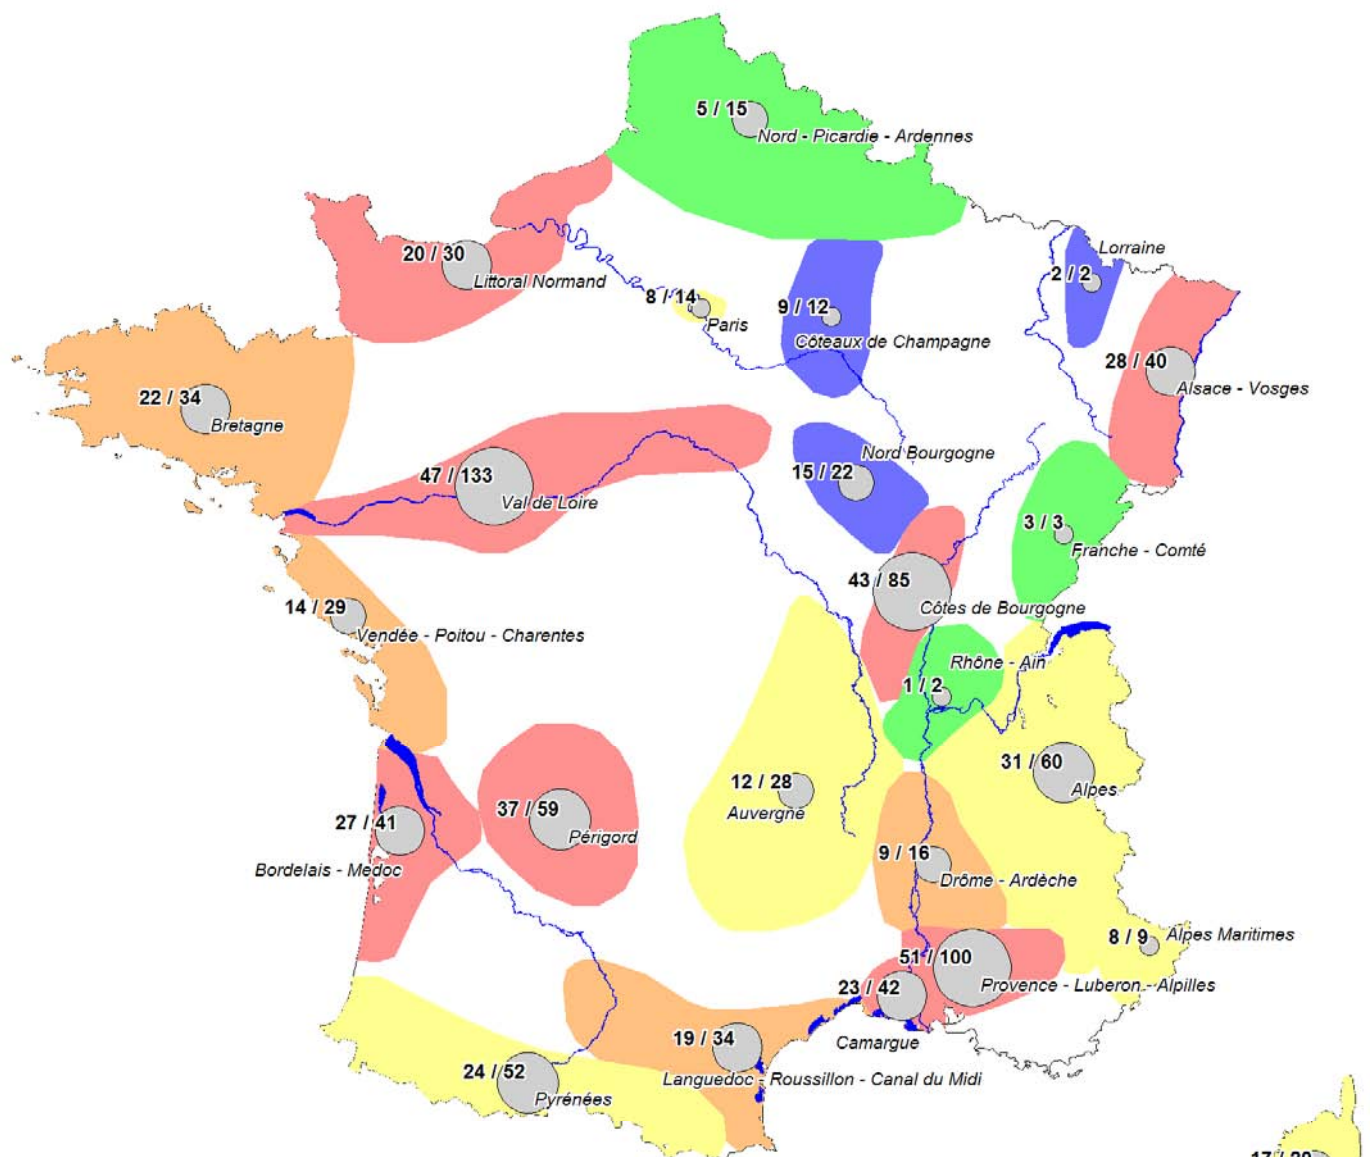 5 / 15
Nord - Picardie - Ardennes
20 / 30
Littoral Normand
Lorraine
2 / 2
8 / 14
Paris
9 / 12
Côteaux de Champagne
28 / 40
Alsace - Vosges
22 / 34
Bretagne
47 / 133
Val de Loire
Nord Bourgogne
15 / 22
3 / 3
Franche - Comté
43 / 85
Côtes de Bourgogne
14 / 29
Vendée - Poitou - Charentes
Rhône - Ain
1 / 2
31 / 60
Alpes
12 / 28
Auvergne
37 / 59
Périgord
27 / 41
Bordelais - Medoc
9 / 16
Drôme - Ardèche
8 / 9
Alpes Maritimes
51 / 100
Provence - Luberon - Alpilles
23 / 42
Camargue
19 / 34
Languedoc - Roussillon - Canal du Midi
24 / 52
Pyrénées